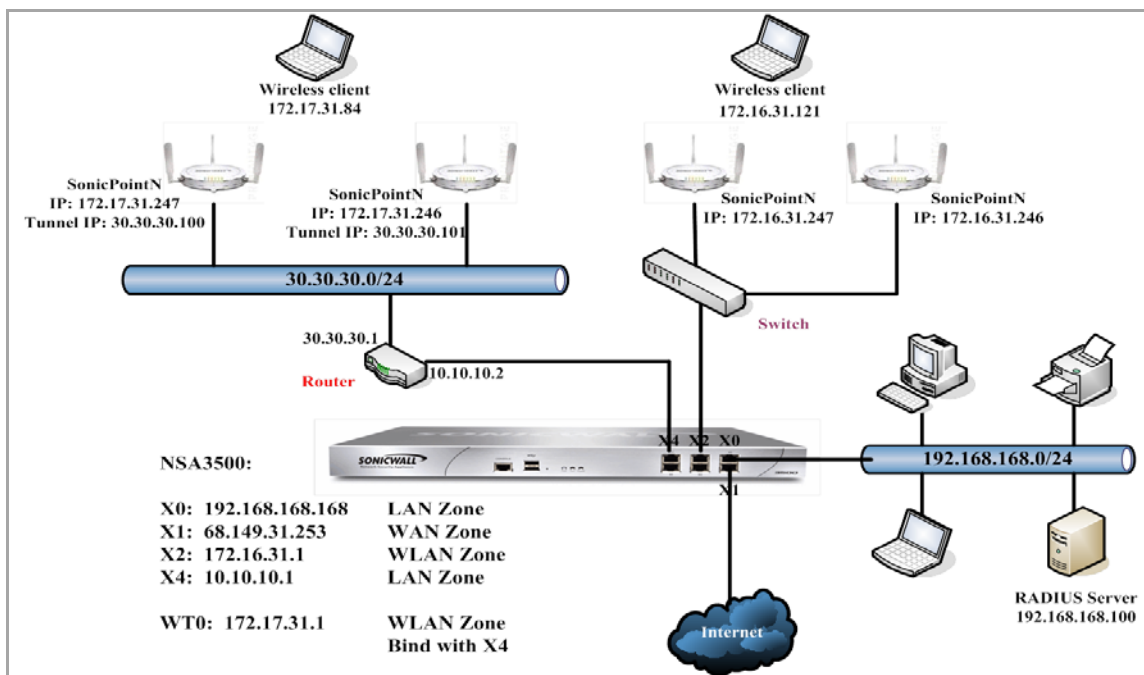 Wireless client
172.17.31.84
Wireless client
172.16.31.121
SonicPointN
IP: 172.17.31.247
Tunnel IP: 30.30.30.100
SonicPointN
IP: 172.17.31.246
Tunnel IP: 30.30.30.101
SonicPointN
IP: 172.16.31.247
SonicPointN
IP: 172.16.31.246
30.30.30.0/24
Switch
30.30.30.1
Router
10.10.10.2
X4 X2 X0
X1
SONICWALL
192.168.168.0/24
NSA3500:
X0: 192.168.168.168 LAN Zone
X1: 68.149.31.253 WAN Zone
X2: 172.16.31.1 WLAN Zone
X4: 10.10.10.1 LAN Zone
WT0: 172.17.31.1 WLAN Zone
Bind with X4
Internet
RADIUS Server
192.168.168.100